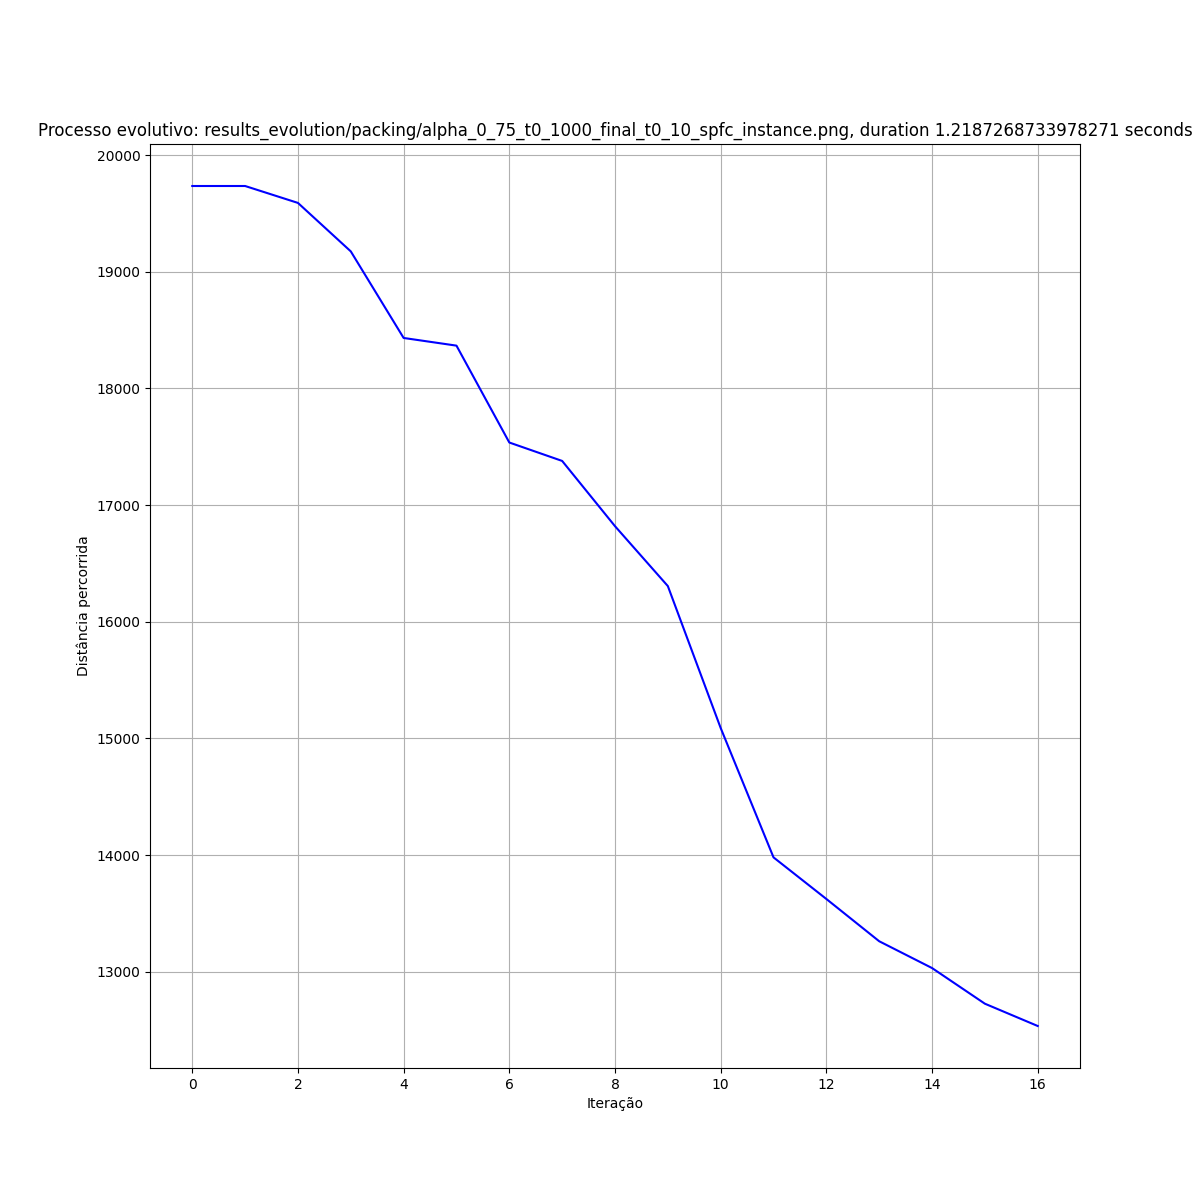 Processo evolutivo: results_evolution/packing/alpha_0_75_t0_1000_final_t0_10_spfc_instance.png, duration 1.2187268733978271 seconds
20000
19000
18000
17000
16000
15000
14000
13000
Distância percorrida
0 2 4 6 8 10 12 14 16
Iteração